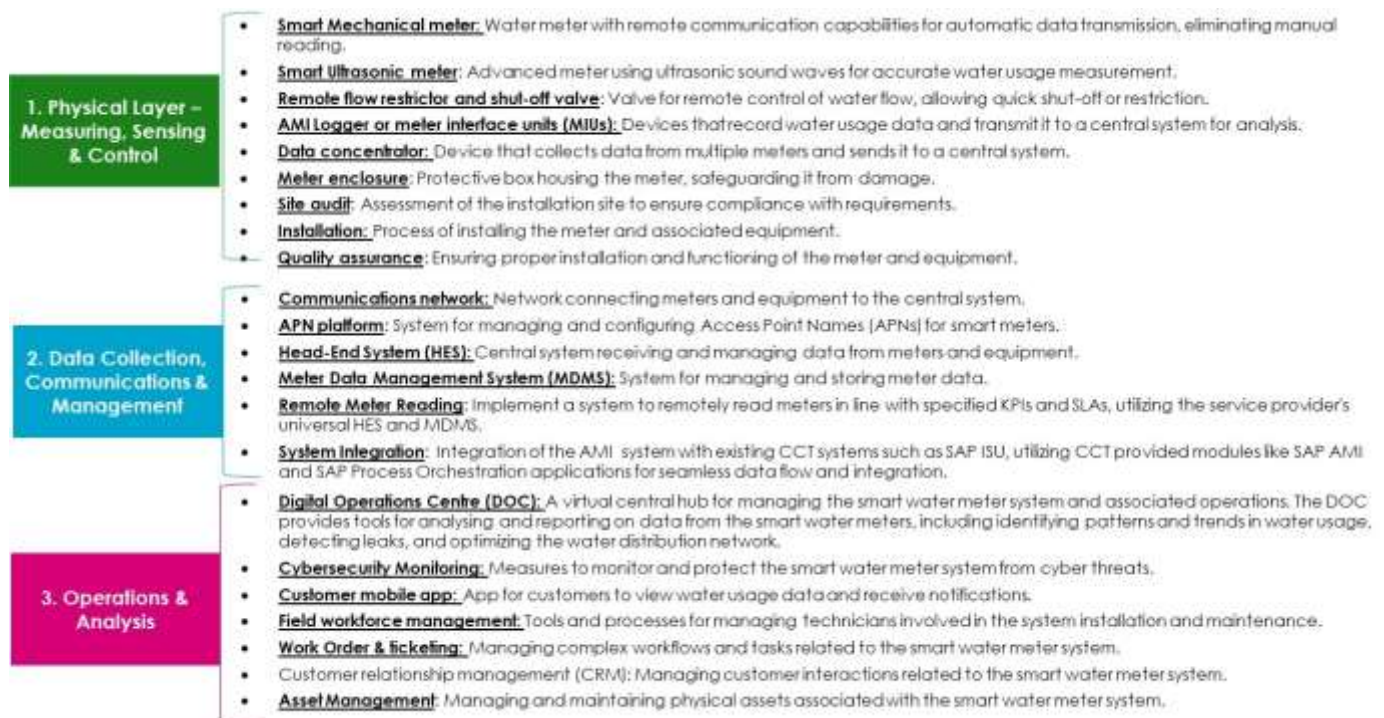 1. Physical Layer –
Measuring, Sensing
& Control
• Smart Mechanical meter: Water meter with remote communication capabilities for automatic data transmission, eliminating manual
reading.
• Smart Ultrasonic meter: Advanced meter using ultrasonic sound waves for accurate water usage measurement.
• Remote flow restrictor and shut-off valve: Valve for remote control of water flow, allowing quick shut-off or restriction.
• AMI Logger or meter interface units (MIUs): Devices that record water usage data and transmit it to a central system for analysis.
• Data concentrator: Device that collects data from multiple meters and sends it to a central system.
• Meter enclosure: Protective box housing the meter, safeguarding it from damage.
• Site audit: Assessment of the installation site to ensure compliance with requirements.
• Installation: Process of installing the meter and associated equipment.
• Quality assurance: Ensuring proper installation and functioning of the meter and equipment.
2. Data Collection,
Communications &
Management
• Communications network: Network connecting meters and equipment to the central system.
• APN platform: System for managing and configuring Access Point Names (APNs) for smart meters.
• Head-End System (HES): Central system receiving and managing data from meters and equipment.
• Meter Data Management System (MDMS): System for managing and storing meter data.
• Remote Meter Reading: Implement a system to remotely read meters in line with specified KPIs and SLAs, utilizing the service provider's
universal HES and MDMS.
• System Integration: Integration of the AMI system with existing CCT systems such as SAP ISU, utilizing CCT provided modules like SAP AMI
and SAP Process Orchestration applications for seamless data flow and integration.
3. Operations &
Analysis
• Digital Operations Centre (DOC): A virtual central hub for managing the smart water meter system and associated operations. The DOC
provides tools for analysing and reporting on data from the smart water meters, including identifying patterns and trends in water usage,
detecting leaks, and optimizing the water distribution network.
• Cybersecurity Monitoring: Measures to monitor and protect the smart water meter system from cyber threats.
• Customer mobile app: App for customers to view water usage data and receive notifications.
• Field workforce management: Tools and processes for managing technicians involved in the system installation and maintenance.
• Work Order & ticketing: Managing complex workflows and tasks related to the smart water meter system.
• Customer relationship management (CRM): Managing customer interactions related to the smart water meter system.
• Asset Management: Managing and maintaining physical assets associated with the smart water meter system.